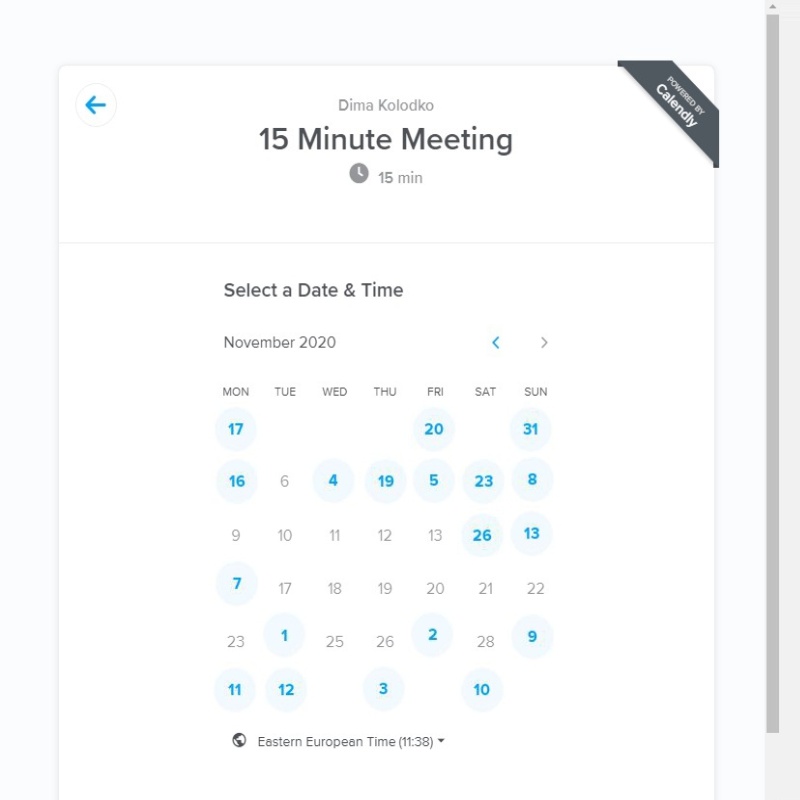 POWERED BY
Calendly
Dima Kolodko
15 Minute Meeting
15 min
Select a Date & Time
November 2020
MON TUE WED THU FRI SAT SUN
17 20 31
16 6 4 19 5 23 8
9 10 11 12 13 26 13
7 17 18 19 20 21 22
23 1 25 26 2 28 9
11 12 3 10
Eastern European Time (11:38)